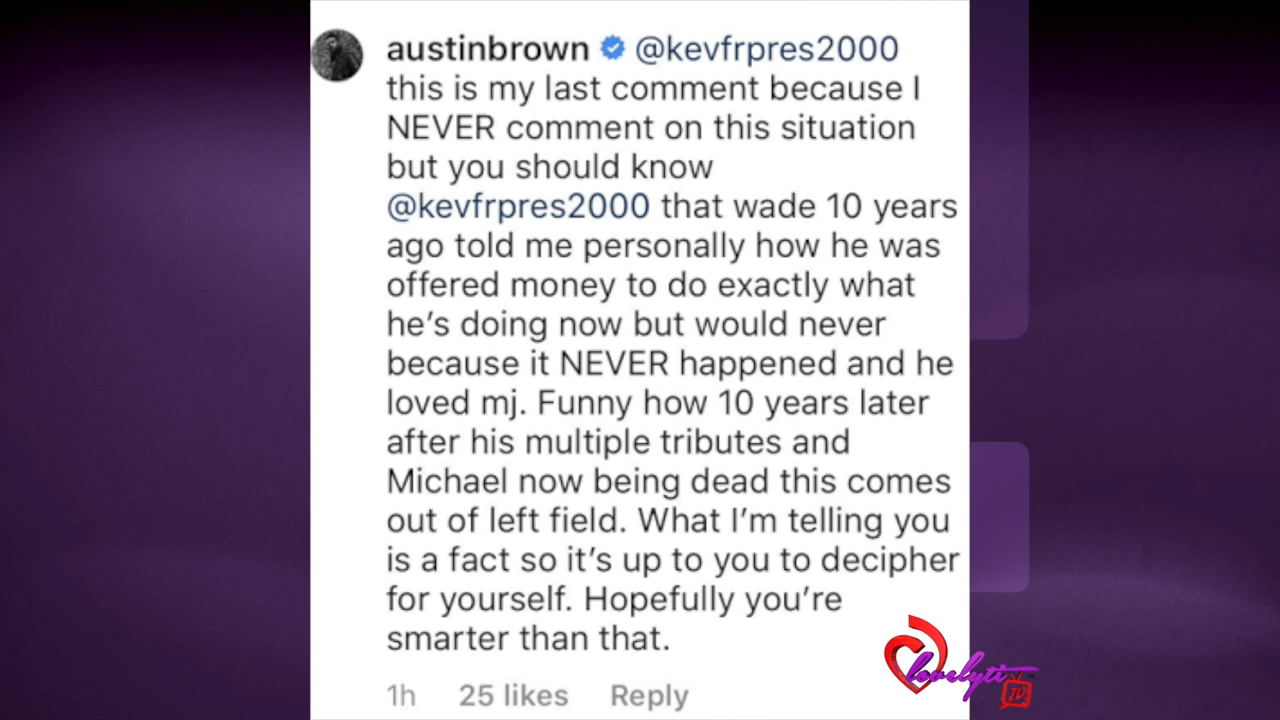 austinbrown @kevfrpres2000
this is my last comment because I
NEVER comment on this situation
but you should know
@kevfrpres2000 that wade 10 years
ago told me personally how he was
offered money to do exactly what
he's doing now but would never
because it NEVER happened and he
loved mj. Funny how 10 years later
after his multiple tributes and
Michael now being dead this comes
out of left field. What I'm telling you
is a fact so it's up to you to decipher
for yourself. Hopefully you're
smarter than that.
1h 25 likes Reply
lovelyti
TV